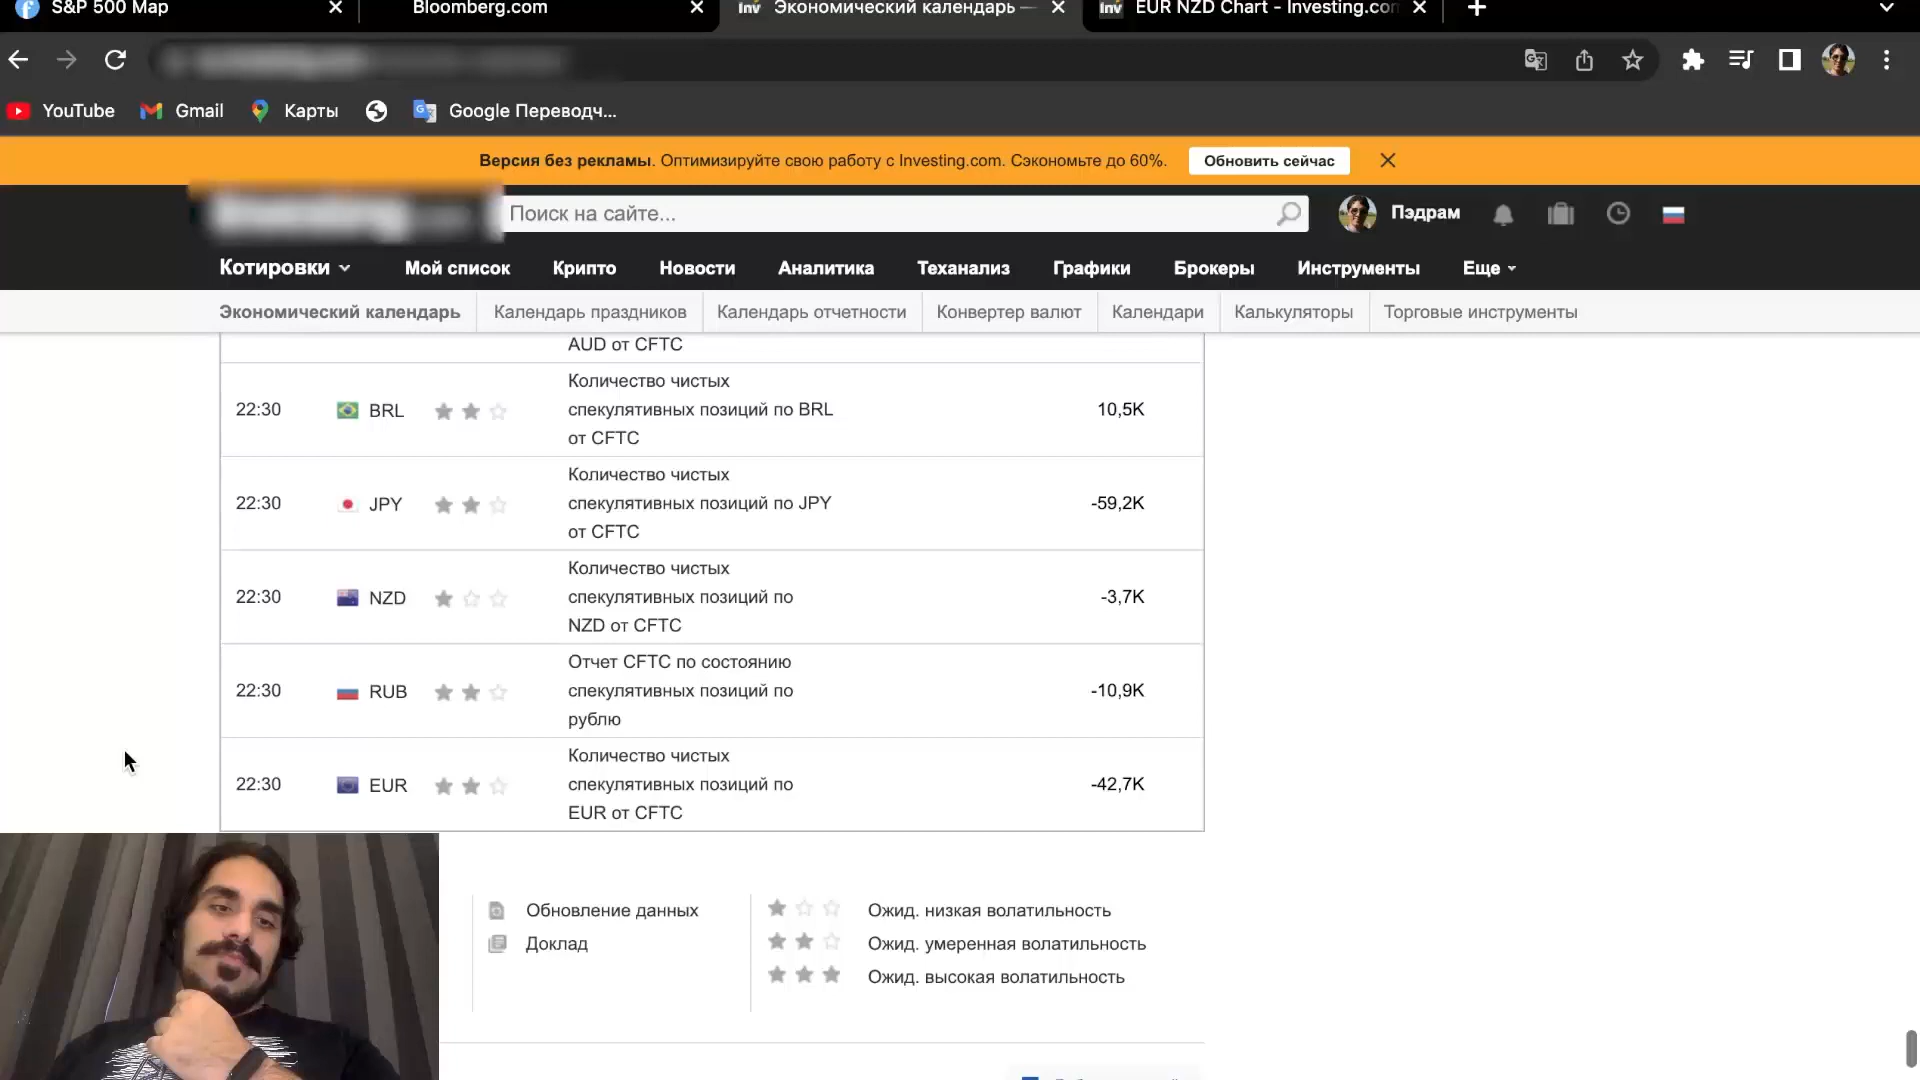 S&P 500 Map
Bloomberg.com
Экономический календарь —
EUR NZD Chart - Investing.con
YouTube
Gmail
Карты
Google Переводч...
Версия без рекламы. Оптимизируйте свою работу с Investing.com. Сэкономьте до 60%.
Обновить сейчас
Поиск на сайте...
Пэдрам
Котировки
Мой список
Крипто
Новости
Аналитика
Теханализ
Графики
Брокеры
Инструменты
Еще
Экономический календарь
Календарь праздников
Календарь отчетности
Конвертер валют
Календари
Калькуляторы
Торговые инструменты
AUD от CFTC
22:30 BRL
Количество чистых
спекулятивных позиций по BRL
от CFTC
10,5K
22:30 JPY
Количество чистых
спекулятивных позиций по JPY
от CFTC
-59,2K
22:30 NZD
Количество чистых
спекулятивных позиций по
NZD от CFTC
-3,7K
22:30 RUB
Отчет CFTC по состоянию
спекулятивных позиций по
рублю
-10,9K
22:30 EUR
Количество чистых
спекулятивных позиций по
EUR от CFTC
-42,7K
Обновление данных
Доклад
Ожид. низкая волатильность
Ожид. умеренная волатильность
Ожид. высокая волатильность